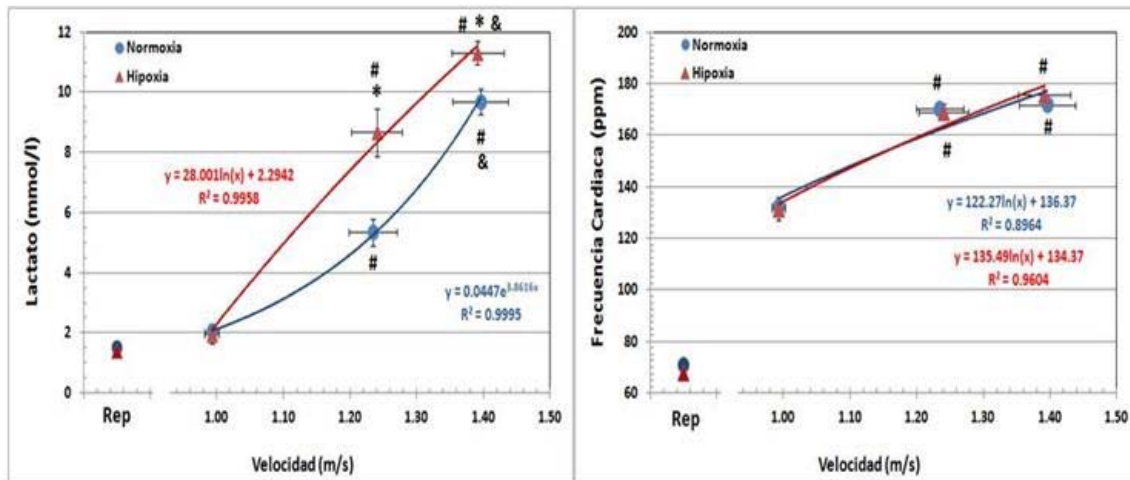 12
10
8
6
4
2
0
Lactato (mmol/l)
Normoxia
Hipoxia
# * &
#
*
#
&
#
y = 28.001ln(x) + 2.2942
R² = 0.9958
y = 0.0447e^3.8616x
R² = 0.9995
Rep
1.00 1.10 1.20 1.30 1.40 1.50
Velocidad (m/s)
200
180
160
140
120
100
80
60
Frecuencia Cardiaca (ppm)
Normoxia
Hipoxia
#
#
#
#
y = 122.27ln(x) + 136.37
R² = 0.8964
y = 135.49ln(x) + 134.37
R² = 0.9604
Rep
1.00 1.10 1.20 1.30 1.40 1.50
Velocidad (m/s)